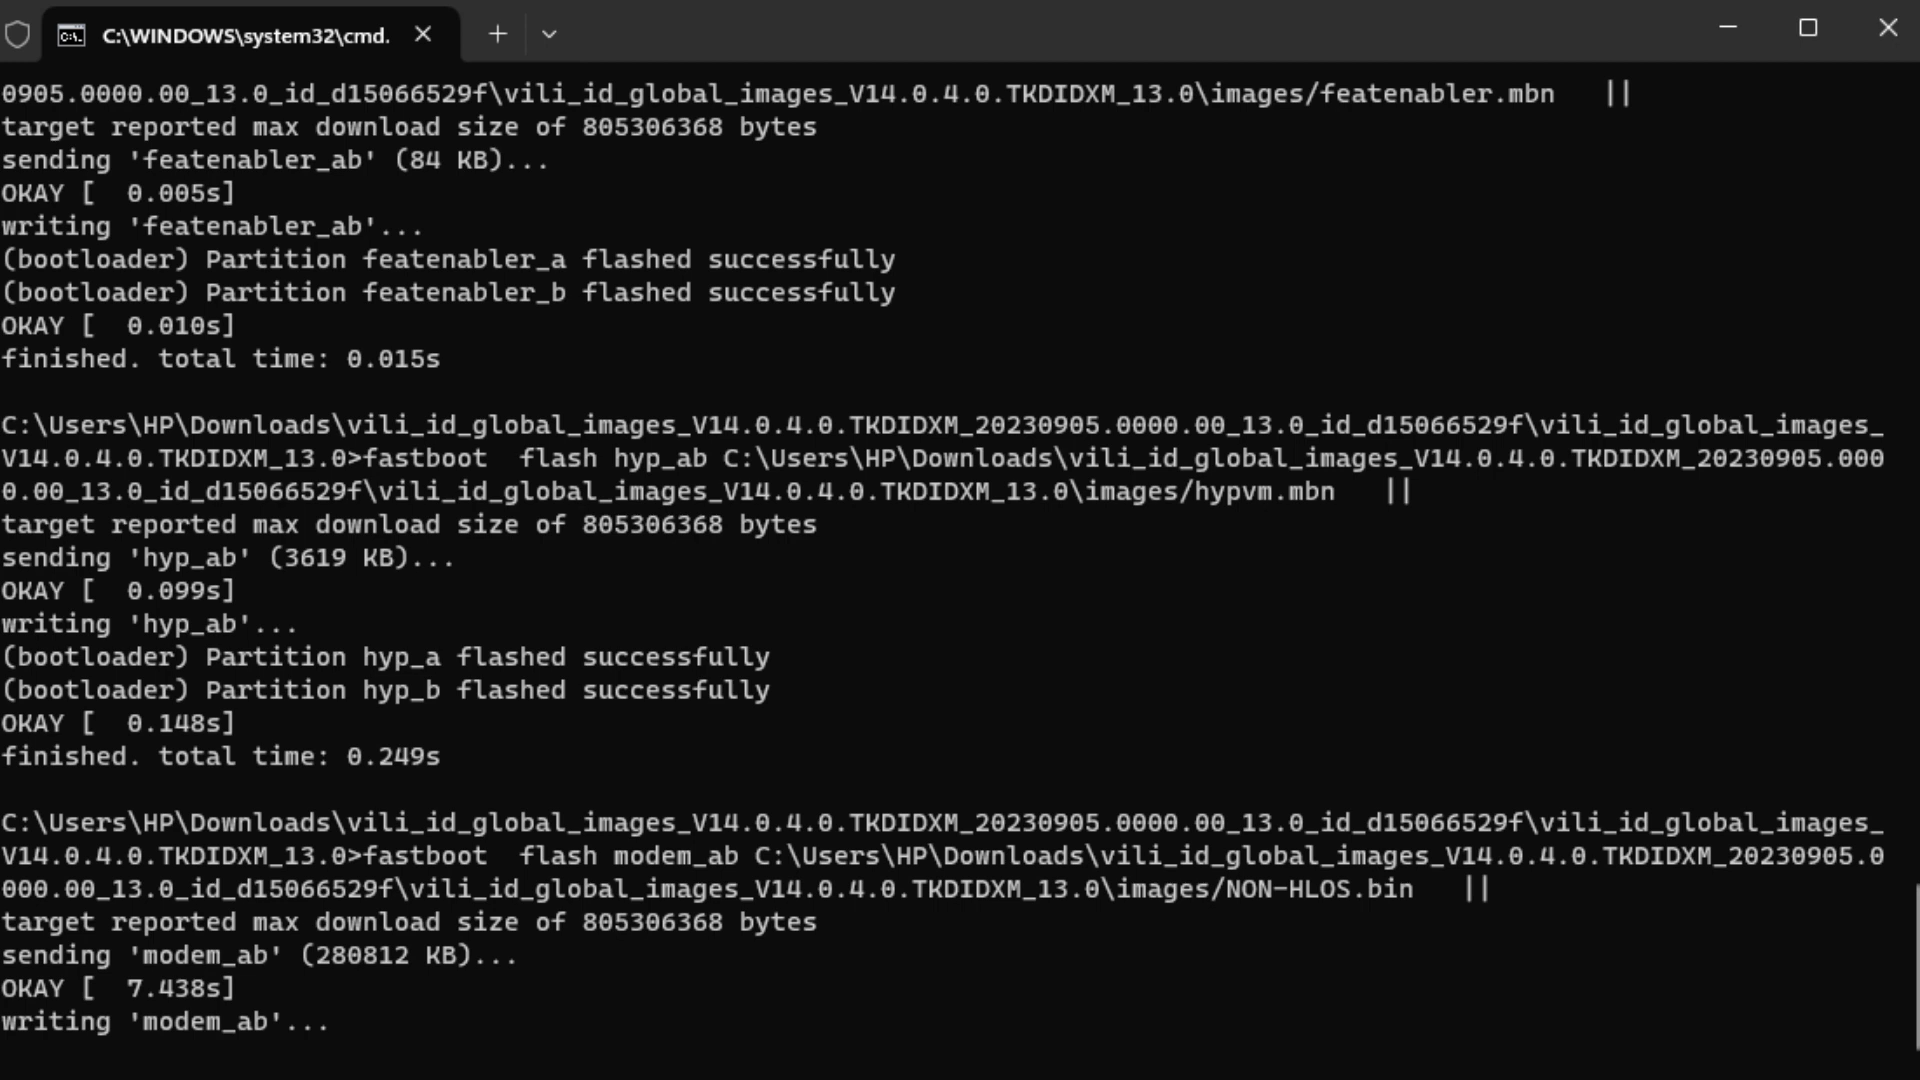 C:\WINDOWS\system32\cmd.
0905.0000.00_13.0_id_d15066529f\vili_id_global_images_V14.0.4.0.TKDIDXM_13.0\images/featenabler.mbn   ||
target reported max download size of 805306368 bytes
sending 'featenabler_ab' (84 KB)...
OKAY [  0.005s]
writing 'featenabler_ab'...
(bootloader) Partition featenabler_a flashed successfully
(bootloader) Partition featenabler_b flashed successfully
OKAY [  0.010s]
finished. total time: 0.015s
C:\Users\HP\Downloads\vili_id_global_images_V14.0.4.0.TKDIDXM_20230905.0000.00_13.0_id_d15066529f\vili_id_global_images_
V14.0.4.0.TKDIDXM_13.0>fastboot  flash hyp_ab C:\Users\HP\Downloads\vili_id_global_images_V14.0.4.0.TKDIDXM_20230905.000
0.00_13.0_id_d15066529f\vili_id_global_images_V14.0.4.0.TKDIDXM_13.0\images/hypvm.mbn   ||
target reported max download size of 805306368 bytes
sending 'hyp_ab' (3619 KB)...
OKAY [  0.099s]
writing 'hyp_ab'...
(bootloader) Partition hyp_a flashed successfully
(bootloader) Partition hyp_b flashed successfully
OKAY [  0.148s]
finished. total time: 0.249s
C:\Users\HP\Downloads\vili_id_global_images_V14.0.4.0.TKDIDXM_20230905.0000.00_13.0_id_d15066529f\vili_id_global_images_
V14.0.4.0.TKDIDXM_13.0>fastboot  flash modem_ab C:\Users\HP\Downloads\vili_id_global_images_V14.0.4.0.TKDIDXM_20230905.0
000.00_13.0_id_d15066529f\vili_id_global_images_V14.0.4.0.TKDIDXM_13.0\images/NON-HLOS.bin   ||
target reported max download size of 805306368 bytes
sending 'modem_ab' (280812 KB)...
OKAY [  7.438s]
writing 'modem_ab'...